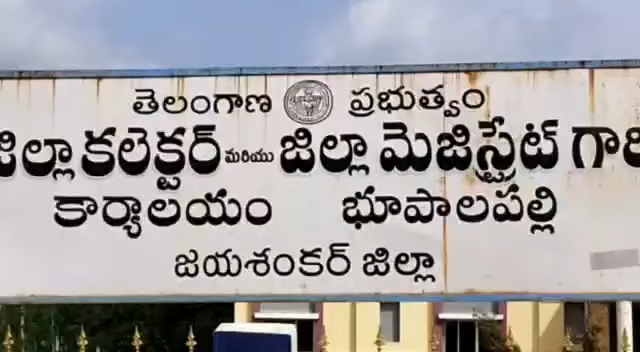 తెలంగాణ ప్రభుత్వం
జిల్లా కలెక్టర్ మరియు జిల్లా మెజిస్ట్రేట్ గారి
కార్యాలయం భూపాలపల్లి
జయశంకర్ జిల్లా